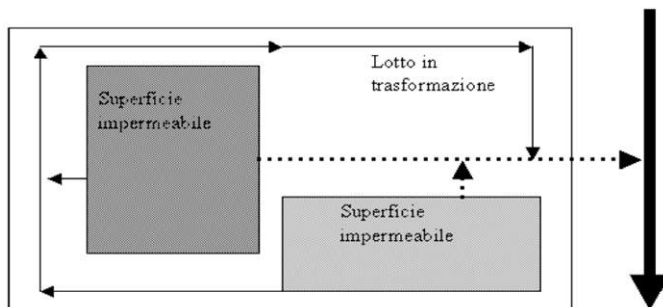 Lotto in
trasformazione
Superficie
impermeabile
Superficie
impermeabile